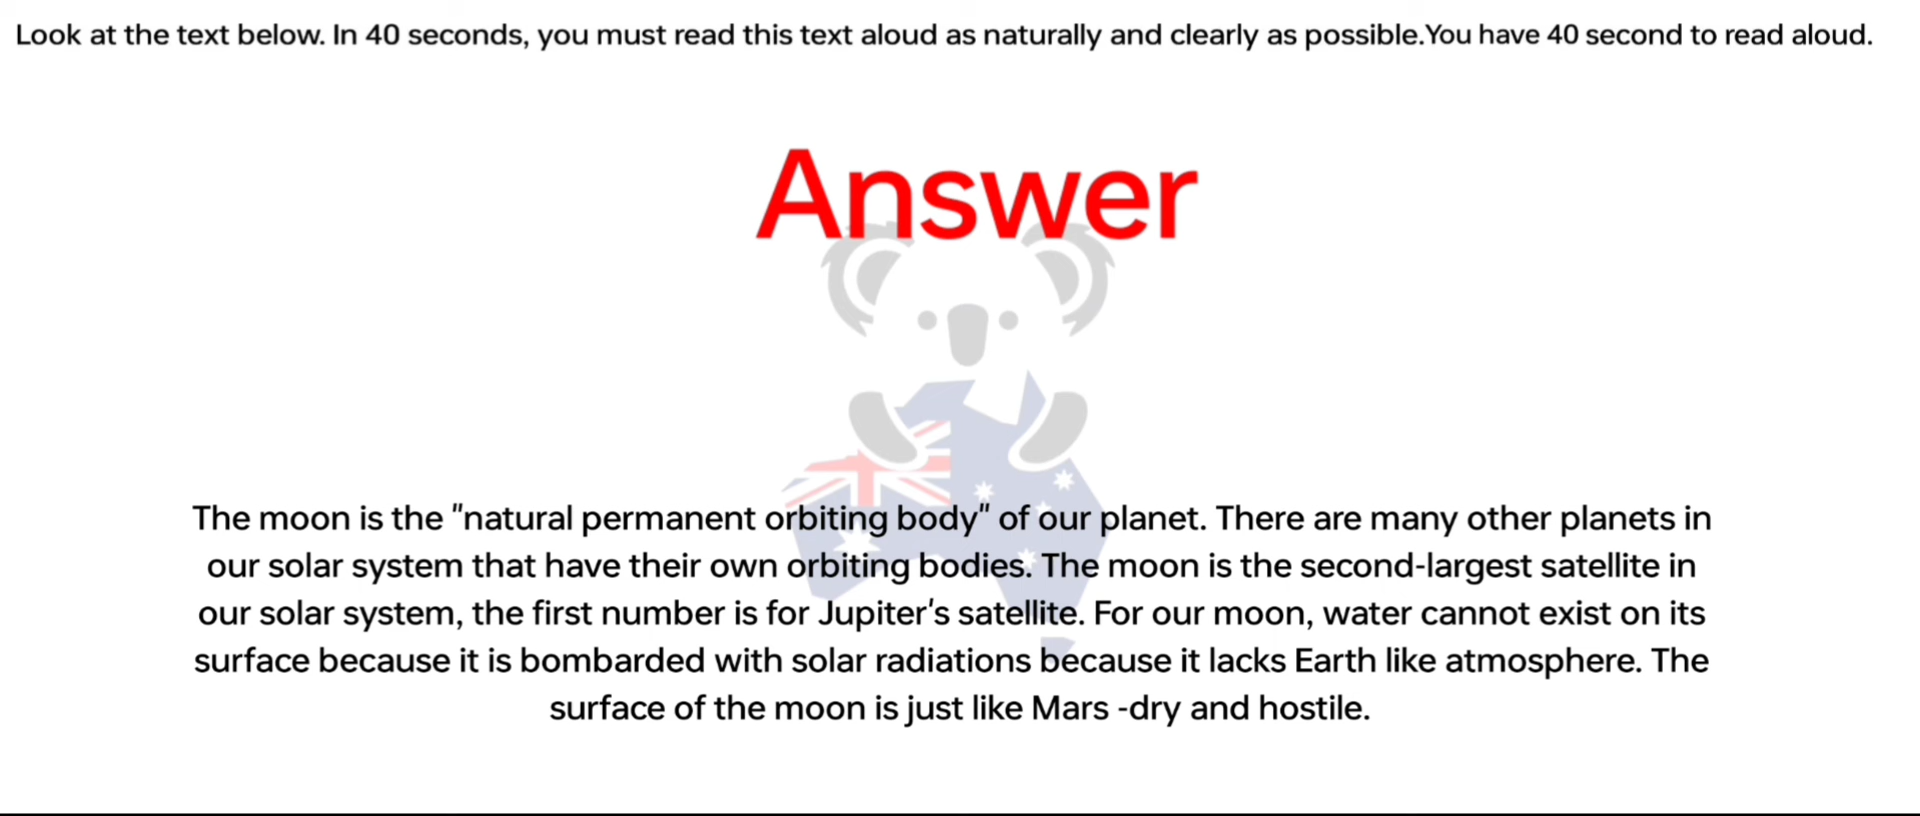 Look at the text below. In 40 seconds, you must read this text aloud as naturally and clearly as possible.You have 40 second to read aloud.
Answer
The moon is the "natural permanent orbiting body" of our planet. There are many other planets in
our solar system that have their own orbiting bodies. The moon is the second-largest satellite in
our solar system, the first number is for Jupiter's satellite. For our moon, water cannot exist on its
surface because it is bombarded with solar radiations because it lacks Earth like atmosphere. The
surface of the moon is just like Mars -dry and hostile.